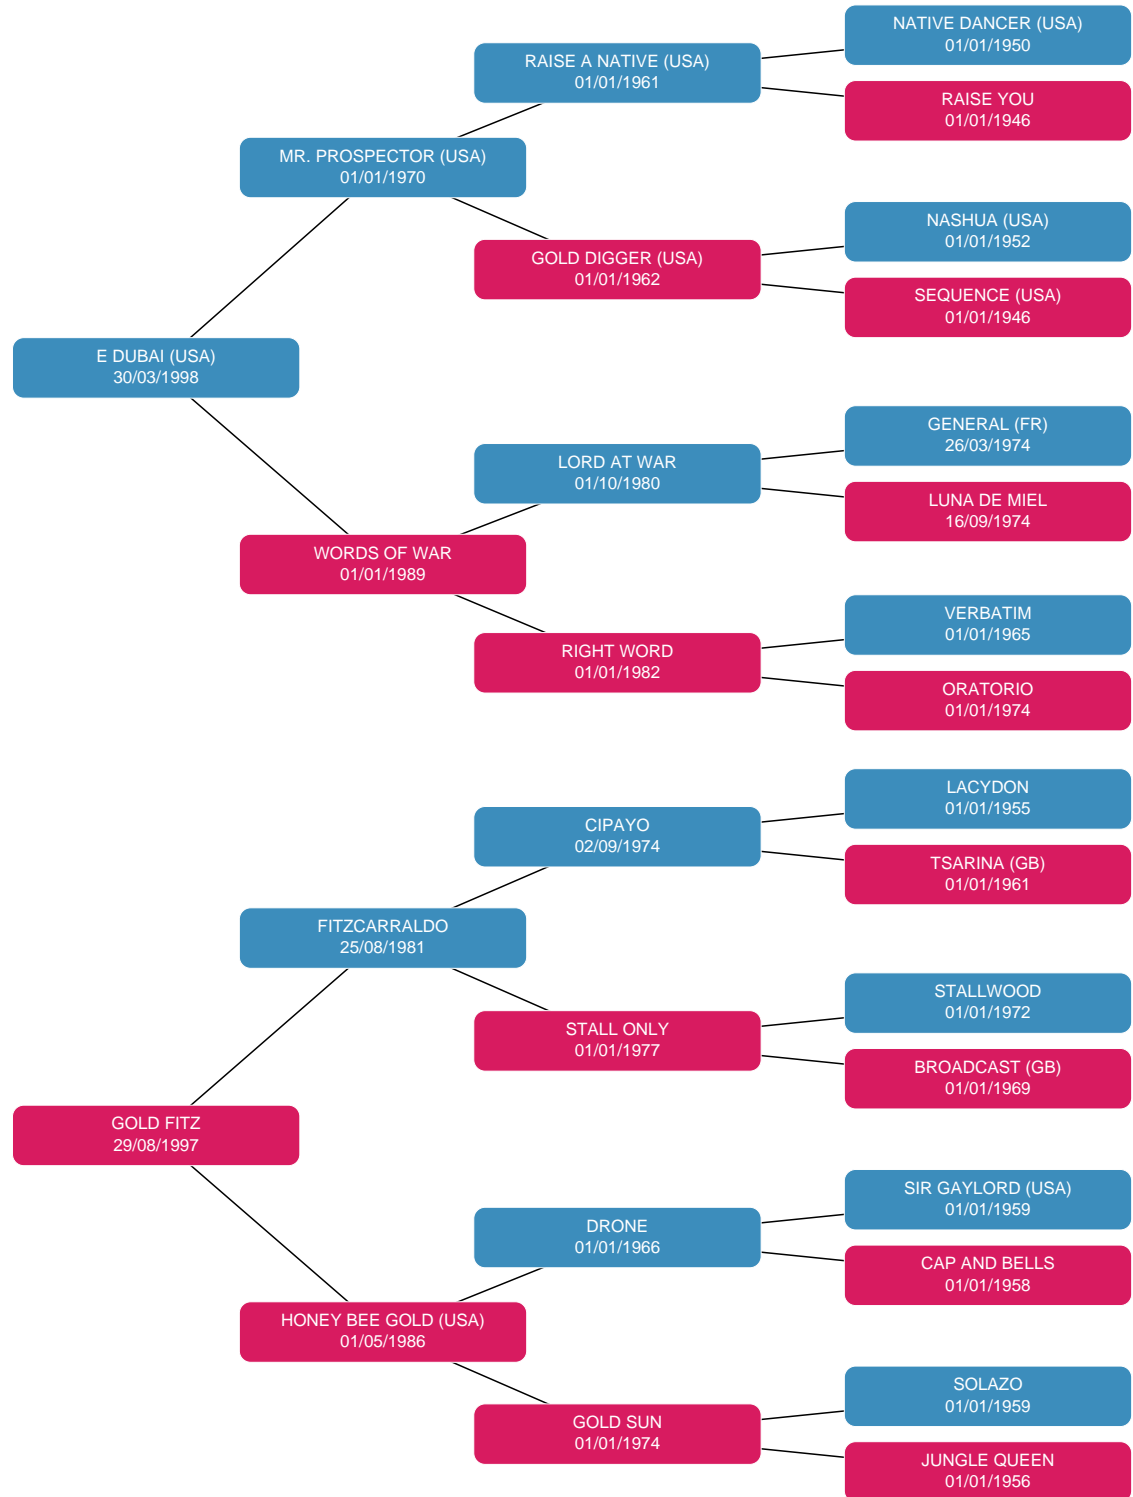 NATIVE DANCER (USA)
01/01/1950
RAISE A NATIVE (USA)
01/01/1961
RAISE YOU
01/01/1946
MR. PROSPECTOR (USA)
01/01/1970
NASHUA (USA)
01/01/1952
GOLD DIGGER (USA)
01/01/1962
SEQUENCE (USA)
01/01/1946
E DUBAI (USA)
30/03/1998
GENERAL (FR)
26/03/1974
LORD AT WAR
01/10/1980
LUNA DE MIEL
16/09/1974
WORDS OF WAR
01/01/1989
VERBATIM
01/01/1965
RIGHT WORD
01/01/1982
ORATORIO
01/01/1974
LACYDON
01/01/1955
CIPAYO
02/09/1974
TSARINA (GB)
01/01/1961
FITZCARRALDO
25/08/1981
STALLWOOD
01/01/1972
STALL ONLY
01/01/1977
BROADCAST (GB)
01/01/1969
GOLD FITZ
29/08/1997
SIR GAYLORD (USA)
01/01/1959
DRONE
01/01/1966
CAP AND BELLS
01/01/1958
HONEY BEE GOLD (USA)
01/05/1986
SOLAZO
01/01/1959
GOLD SUN
01/01/1974
JUNGLE QUEEN
01/01/1956